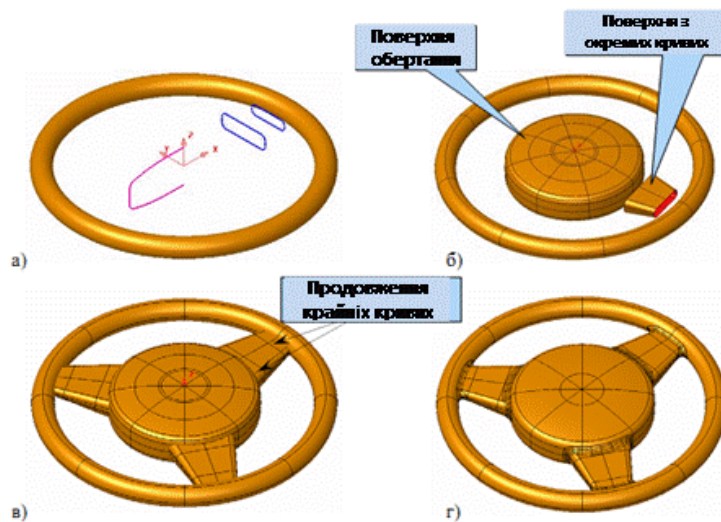 Поверхня
обертання
Поверхня з
окремих кривих
а)
б)
Продовження
крайніх кривих
в)
г)